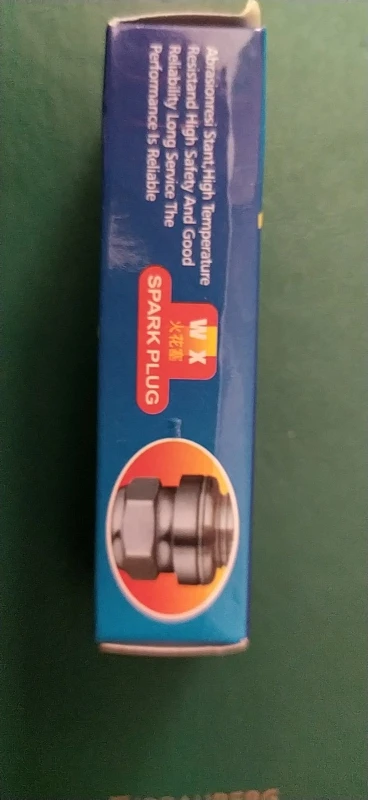 Abrasionresi Stant,High Temperature
Resistand High Safety And Good
Reliability Long Service The
Performance Is Reliable
W X
火花塞
SPARK PLUG